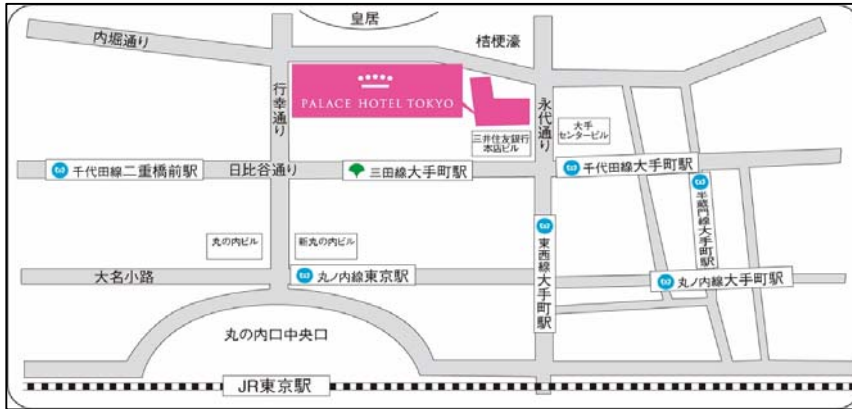 皇居
内堀通り
桔梗濠
行幸通り
PALACE HOTEL TOKYO
永代通り
三井住友銀行
本店ビル
大手
センタービル
千代田線二重橋前駅
日比谷通り
三田線大手町駅
千代田線大手町駅
半蔵門線大手町駅
丸の内ビル
新丸の内ビル
東西線大手町駅
大名小路
丸ノ内線東京駅
丸ノ内線大手町駅
丸の内口中央口
JR東京駅